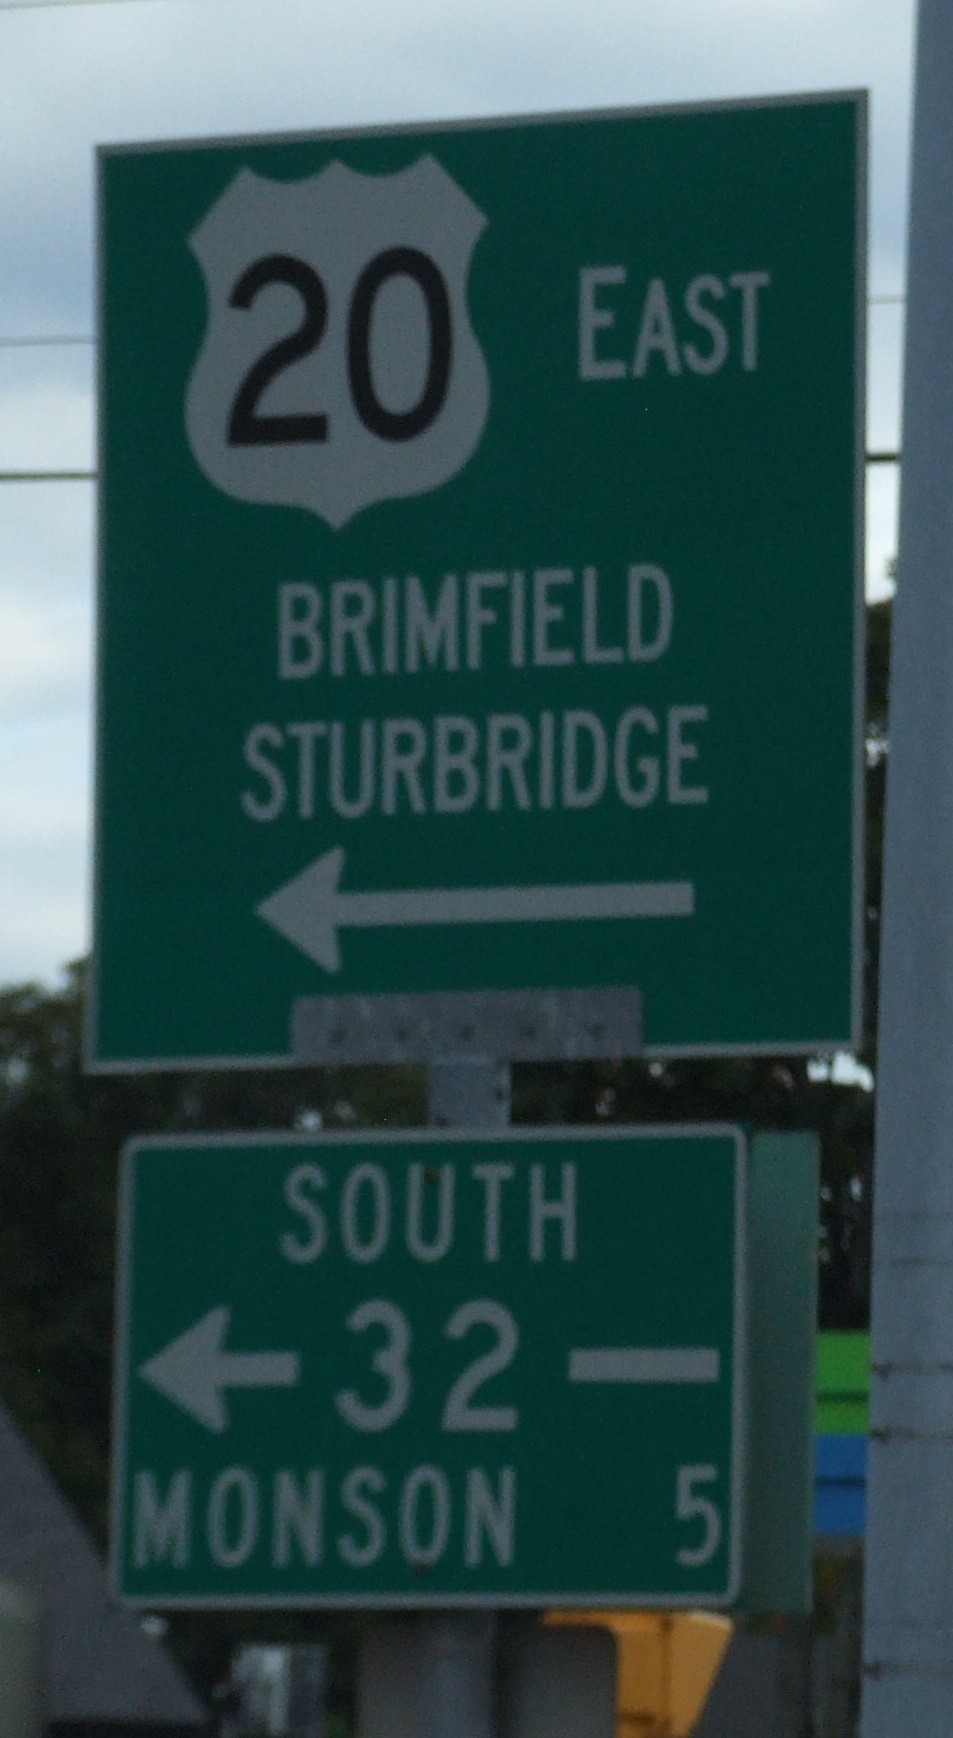 20 EAST
BRIMFIELD
STURBRIDGE
SOUTH
32
MONSON 5